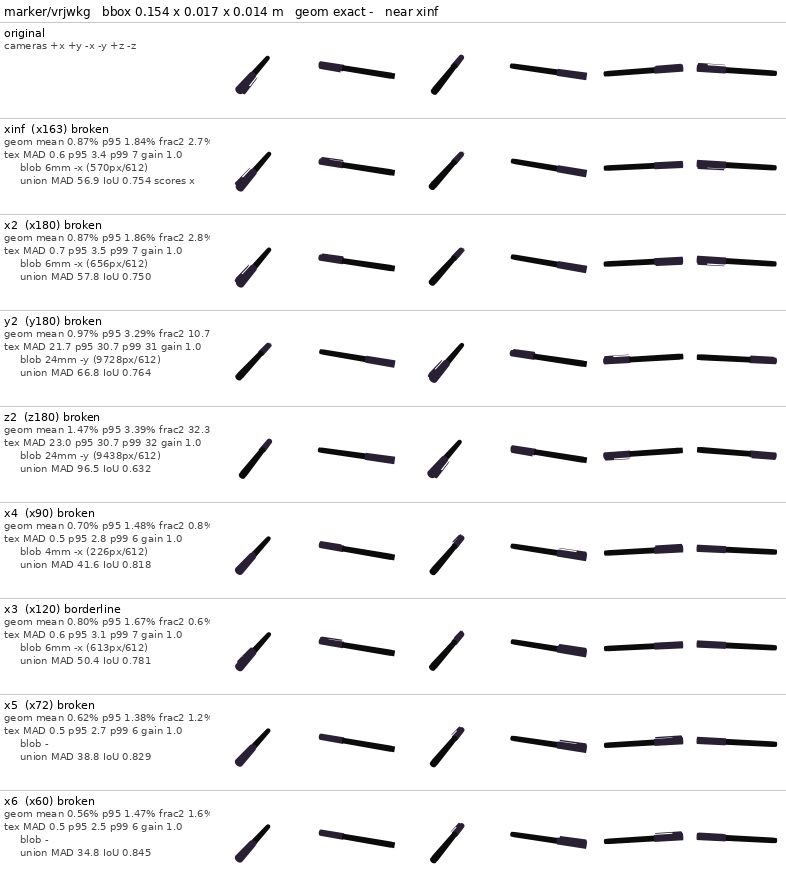 marker/vrjwkg bbox 0.154 x 0.017 x 0.014 m geom exact - near xinf
original
cameras +x +y -x -y +z -z
xinf (x163) broken
geom mean 0.87% p95 1.84% frac2 2.7%
tex MAD 0.6 p95 3.4 p99 7 gain 1.0
blob 6mm -x (570px/612)
union MAD 56.9 IoU 0.754 scores x
x2 (x180) broken
geom mean 0.87% p95 1.86% frac2 2.8%
tex MAD 0.7 p95 3.5 p99 7 gain 1.0
blob 6mm -x (656px/612)
union MAD 57.8 IoU 0.750
y2 (y180) broken
geom mean 0.97% p95 3.29% frac2 10.7
tex MAD 21.7 p95 30.7 p99 31 gain 1.0
blob 24mm -y (9728px/612)
union MAD 66.8 IoU 0.764
z2 (z180) broken
geom mean 1.47% p95 3.39% frac2 32.3
tex MAD 23.0 p95 30.7 p99 32 gain 1.0
blob 24mm -y (9438px/612)
union MAD 96.5 IoU 0.632
x4 (x90) broken
geom mean 0.70% p95 1.48% frac2 0.8%
tex MAD 0.5 p95 2.8 p99 6 gain 1.0
blob 4mm -x (226px/612)
union MAD 41.6 IoU 0.818
x3 (x120) borderline
geom mean 0.80% p95 1.67% frac2 0.6%
tex MAD 0.6 p95 3.1 p99 7 gain 1.0
blob 6mm -x (613px/612)
union MAD 50.4 IoU 0.781
x5 (x72) broken
geom mean 0.62% p95 1.38% frac2 1.2%
tex MAD 0.5 p95 2.7 p99 6 gain 1.0
blob -
union MAD 38.8 IoU 0.829
x6 (x60) broken
geom mean 0.56% p95 1.47% frac2 1.6%
tex MAD 0.5 p95 2.5 p99 6 gain 1.0
blob -
union MAD 34.8 IoU 0.845